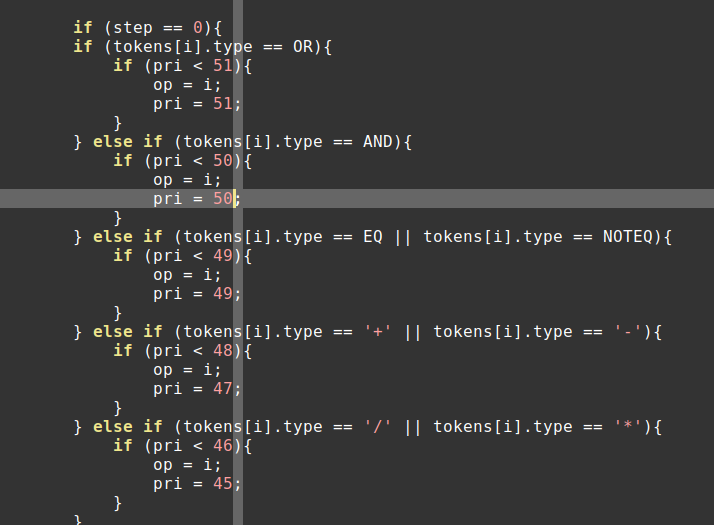 if (step == 0){
if (tokens[i].type == OR){
if (pri < 51){
op = i;
pri = 51;
}
} else if (tokens[i].type == AND){
if (pri < 50){
op = i;
pri = 50;
}
} else if (tokens[i].type == EQ || tokens[i].type == NOTEQ){
if (pri < 49){
op = i;
pri = 49;
}
} else if (tokens[i].type == '+' || tokens[i].type == '-'){
if (pri < 48){
op = i;
pri = 47;
}
} else if (tokens[i].type == '/' || tokens[i].type == '*'){
if (pri < 46){
op = i;
pri = 45;
}
}